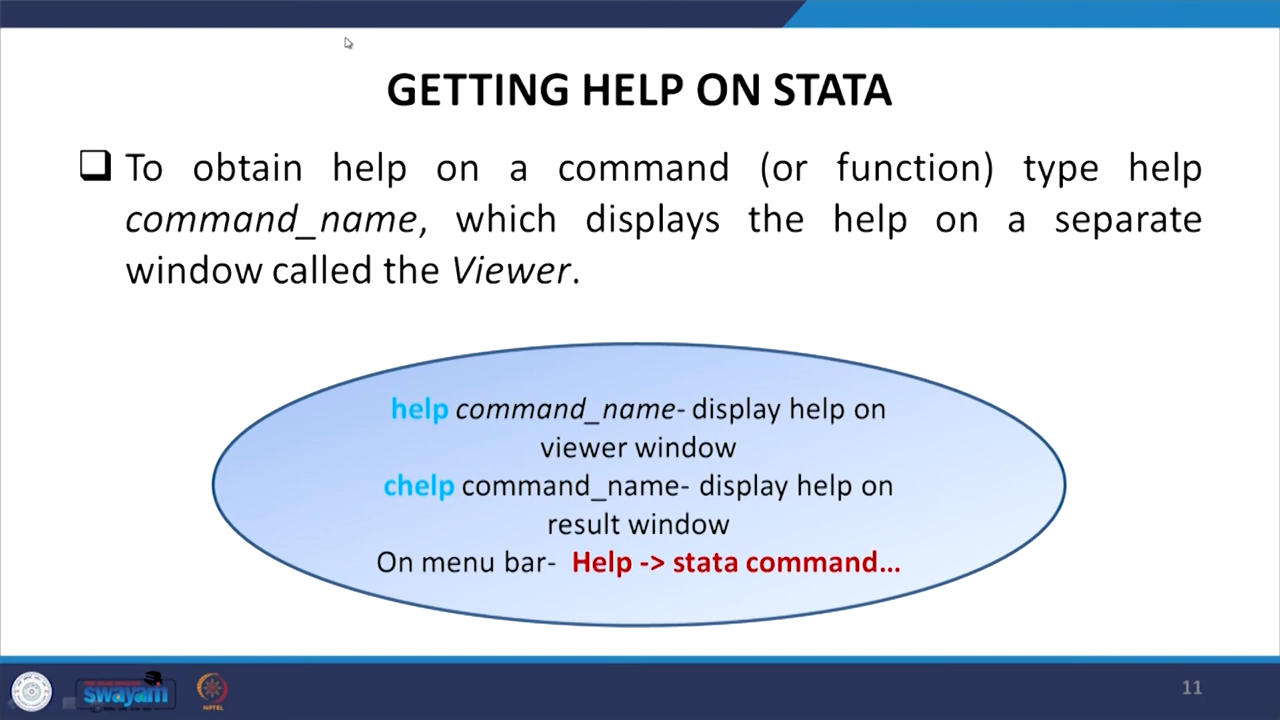 GETTING HELP ON STATA
To obtain help on a command (or function) type help
command_name, which displays the help on a separate
window called the Viewer.
help command_name- display help on
viewer window
chelp command_name- display help on
result window
On menu bar- Help -> stata command...
swayam
NPTEL
11